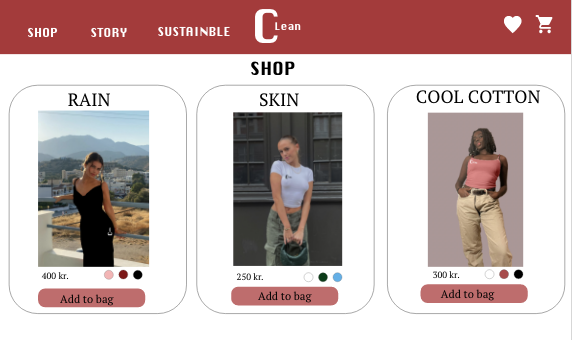 SHOP STORY SUSTAINBLE CLean
SHOP
RAIN SKIN COOL COTTON
400 kr. 250 kr. 300 kr.
Add to bag Add to bag Add to bag